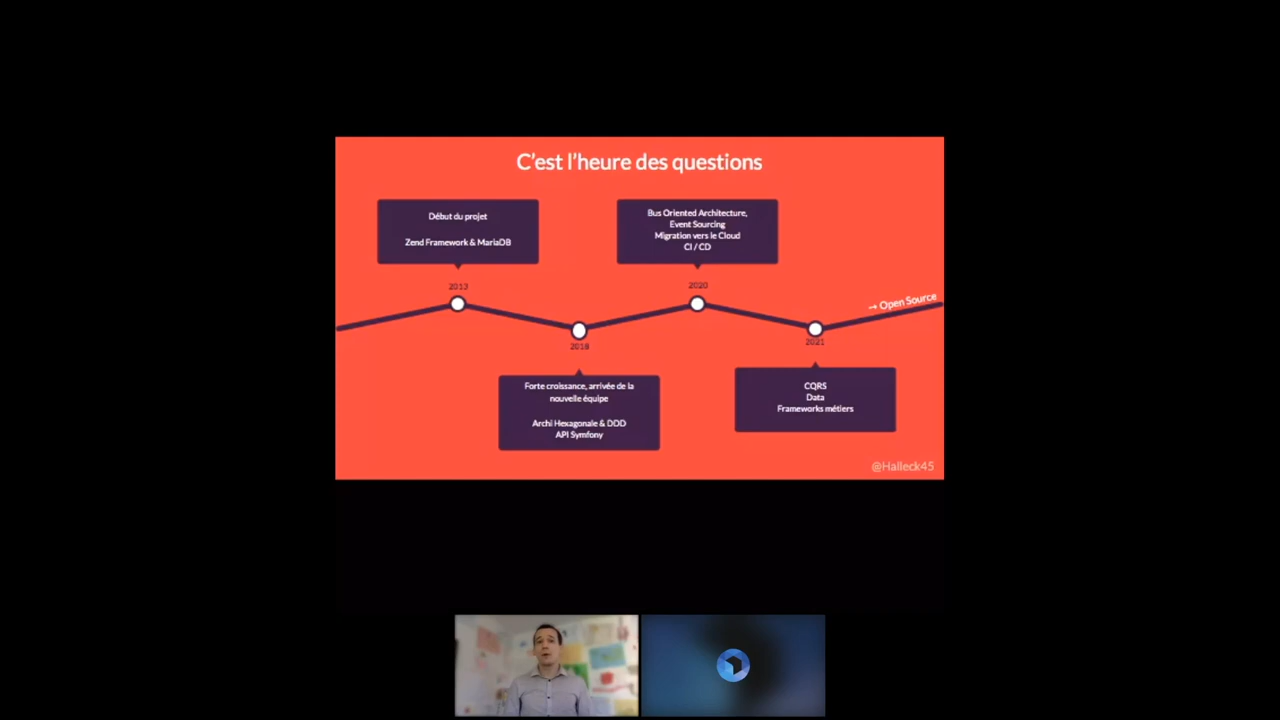 C'est l'heure des questions
Début du projet
Zend Framework & MariaDB
Bus Oriented Architecture,
Event Sourcing
Migration vers le Cloud
CI / CD
2013
2020
→ Open Source
2018
2021
Forte croissance, arrivée de la
nouvelle équipe
Archi Hexagonale & DDD
API Symfony
CQRS
Data
Frameworks métiers
@Halleck45